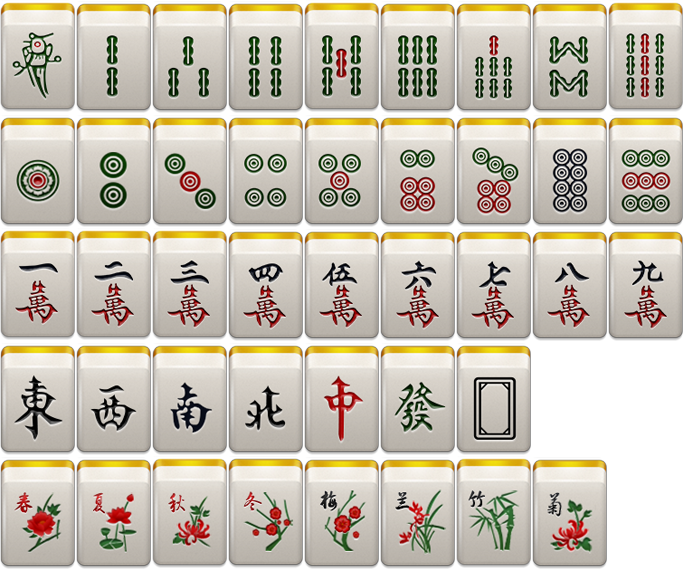 一萬 二萬 三萬 四萬 伍萬 六萬 七萬 八萬 九萬
東 西 南 北 中 發
春 夏 秋 冬 梅 兰 竹 菊